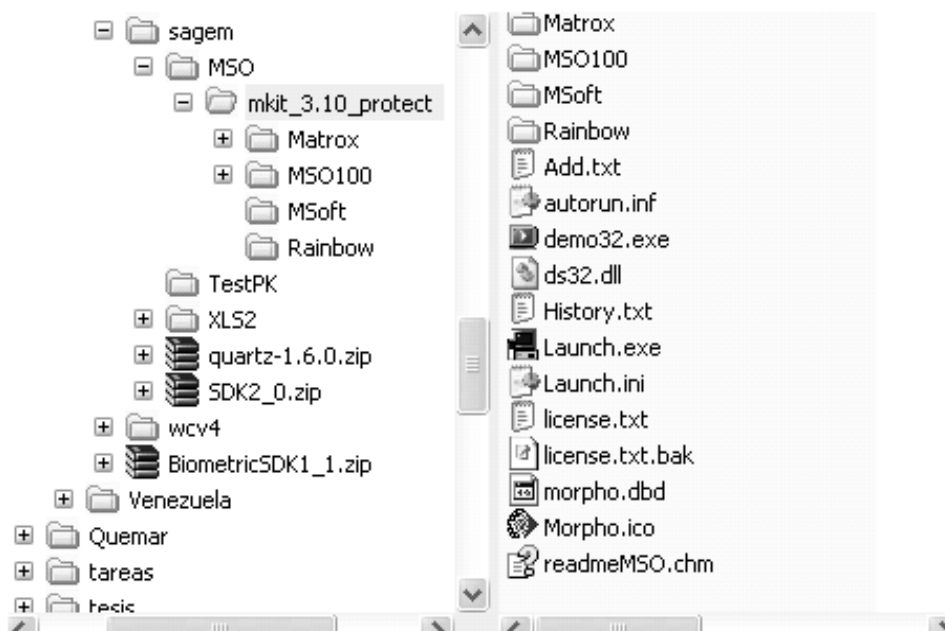 sagem
MSO
mkit_3.10_protect
Matrox
MSO100
MSoft
Rainbow
TestPK
XLS2
quartz-1.6.0.zip
SDK2_0.zip
wcv4
BiometricSDK1_1.zip
Venezuela
Quemar
tareas
tesis
Matrox
MSO100
MSoft
Rainbow
Add.txt
autorun.inf
demo32.exe
ds32.dll
History.txt
Launch.exe
Launch.ini
license.txt
license.txt.bak
morpho.dbd
Morpho.ico
readmeMSO.chm